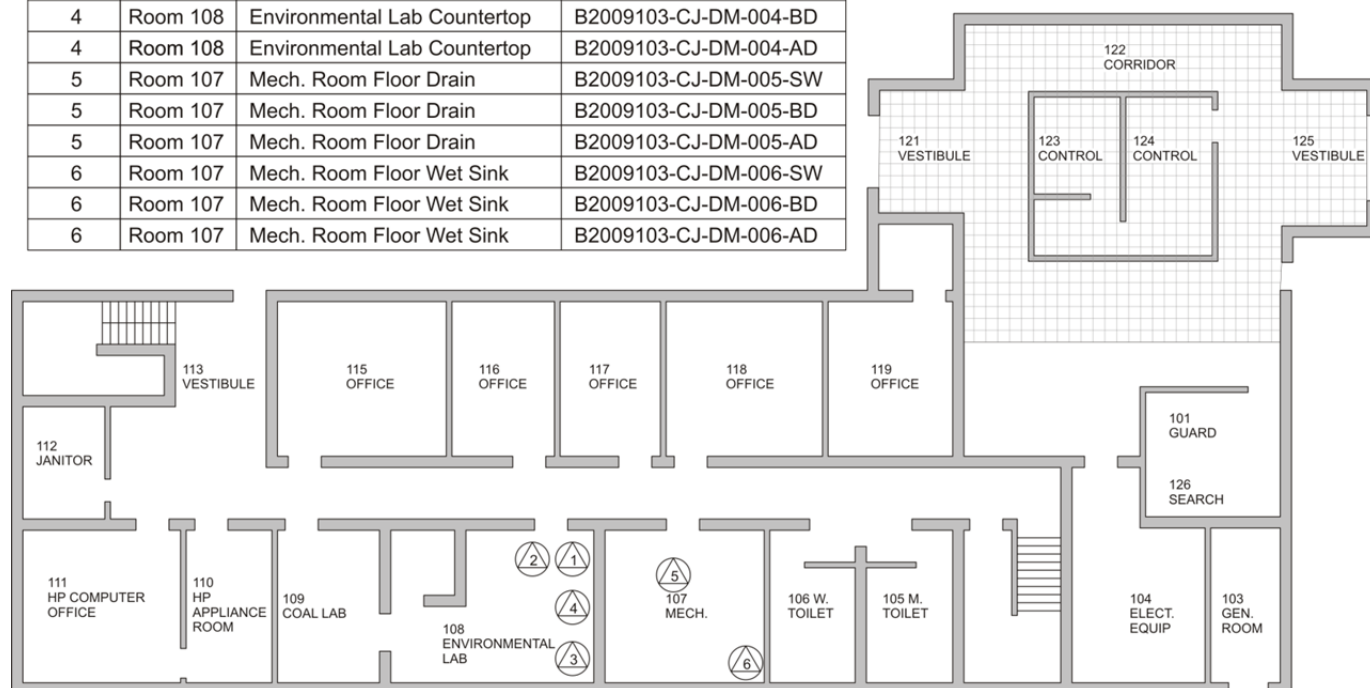 4 Room 108 Environmental Lab Countertop B2009103-CJ-DM-004-BD
4 Room 108 Environmental Lab Countertop B2009103-CJ-DM-004-AD
5 Room 107 Mech. Room Floor Drain B2009103-CJ-DM-005-SW
5 Room 107 Mech. Room Floor Drain B2009103-CJ-DM-005-BD
5 Room 107 Mech. Room Floor Drain B2009103-CJ-DM-005-AD
6 Room 107 Mech. Room Floor Wet Sink B2009103-CJ-DM-006-SW
6 Room 107 Mech. Room Floor Wet Sink B2009103-CJ-DM-006-BD
6 Room 107 Mech. Room Floor Wet Sink B2009103-CJ-DM-006-AD
122
CORRIDOR
121
VESTIBULE
123
CONTROL
124
CONTROL
125
VESTIBULE
113
VESTIBULE
115
OFFICE
116
OFFICE
117
OFFICE
118
OFFICE
119
OFFICE
101
GUARD
112
JANITOR
126
SEARCH
111
HP COMPUTER
OFFICE
110
HP
APPLIANCE
ROOM
109
COAL LAB
108
ENVIRONMENTAL
LAB
2
1
4
3
5
107
MECH.
6
106 W.
TOILET
105 M.
TOILET
104
ELECT.
EQUIP
103
GEN.
ROOM